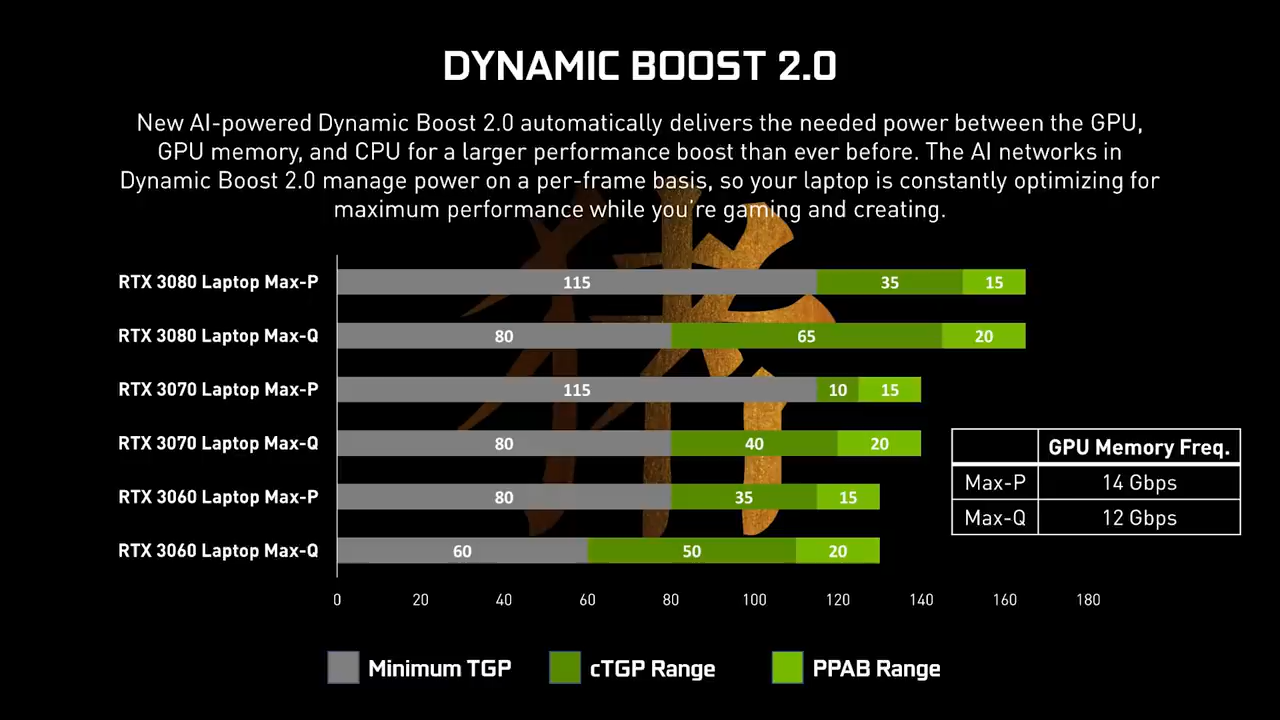 DYNAMIC BOOST 2.0
New AI-powered Dynamic Boost 2.0 automatically delivers the needed power between the GPU,
GPU memory, and CPU for a larger performance boost than ever before. The AI networks in
Dynamic Boost 2.0 manage power on a per-frame basis, so your laptop is constantly optimizing for
maximum performance while you're gaming and creating.
RTX 3080 Laptop Max-P 115 35 15
RTX 3080 Laptop Max-Q 80 65 20
RTX 3070 Laptop Max-P 115 10 15
RTX 3070 Laptop Max-Q 80 40 20
RTX 3060 Laptop Max-P 80 35 15
RTX 3060 Laptop Max-Q 60 50 20
0 20 40 60 80 100 120 140 160 180
GPU Memory Freq.
Max-P 14 Gbps
Max-Q 12 Gbps
Minimum TGP cTGP Range PPAB Range